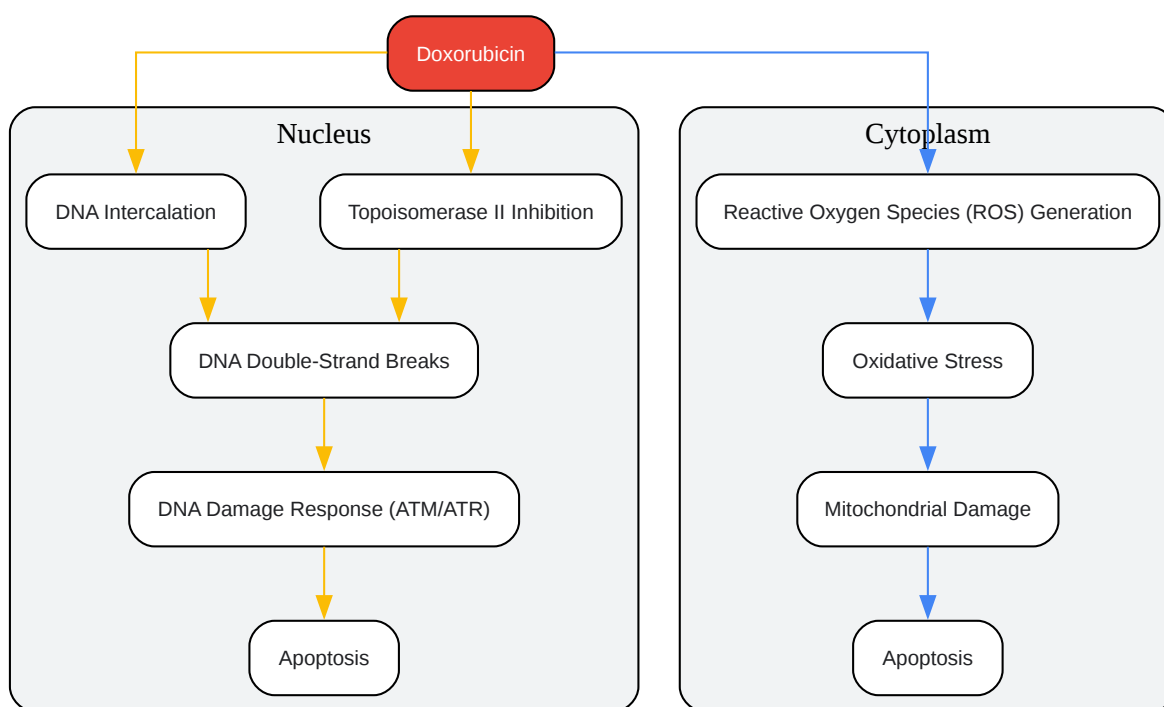 Doxorubicin
Nucleus
DNA Intercalation
Topoisomerase II Inhibition
DNA Double-Strand Breaks
DNA Damage Response (ATM/ATR)
Apoptosis
Cytoplasm
Reactive Oxygen Species (ROS) Generation
Oxidative Stress
Mitochondrial Damage
Apoptosis